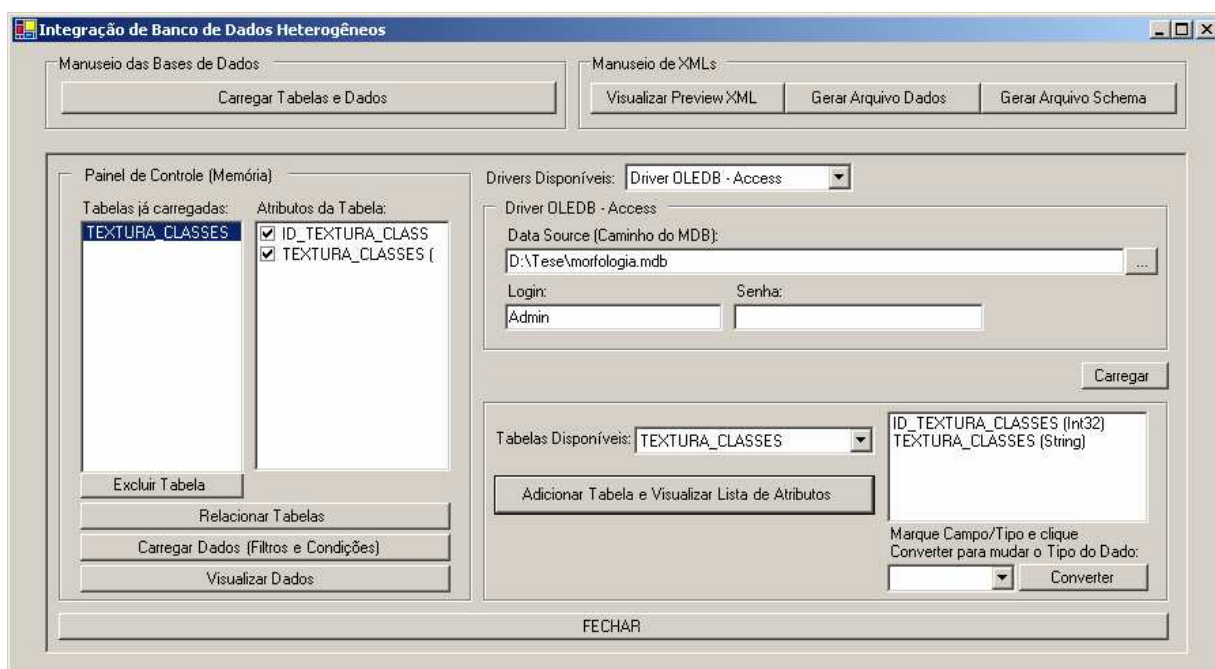 Integração de Banco de Dados Heterogêneos
Manuseio das Bases de Dados
Carregar Tabelas e Dados
Manuseio de XMLs
Visualizar Preview XML
Gerar Arquivo Dados
Gerar Arquivo Schema
Painel de Controle (Memória)
Tabelas já carregadas:
Atributos da Tabela:
TEXTURA_CLASSES
ID_TEXTURA_CLASS
TEXTURA_CLASSES (
Excluir Tabela
Relacionar Tabelas
Carregar Dados (Filtros e Condições)
Visualizar Dados
Drivers Disponíveis:
Driver OLEDB - Access
Driver OLEDB - Access
Data Source (Caminho do MDB):
D:\Tese\morfologia.mdb
...
Login:
Senha:
Admin
Carregar
Tabelas Disponíveis:
TEXTURA_CLASSES
Adicionar Tabela e Visualizar Lista de Atributos
ID_TEXTURA_CLASSES (Int32)
TEXTURA_CLASSES (String)
Marque Campo/Tipo e clique
Converter para mudar o Tipo do Dado:
Converter
FECHAR